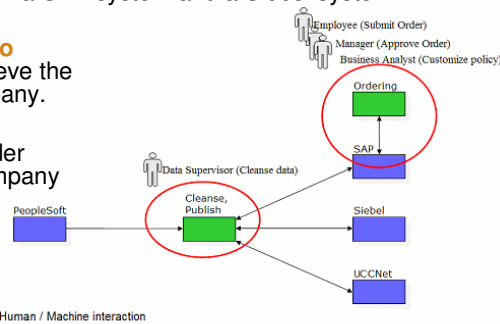 o
eve the
any.
der
mpany
Employee (Submit Order)
Manager (Approve Order)
Business Analyst (Customize policy)
Ordering
SAP
Data Supervisor (Cleanse data)
Cleanse,
Publish
PeopleSoft
Siebel
UCCNet
Human / Machine interaction